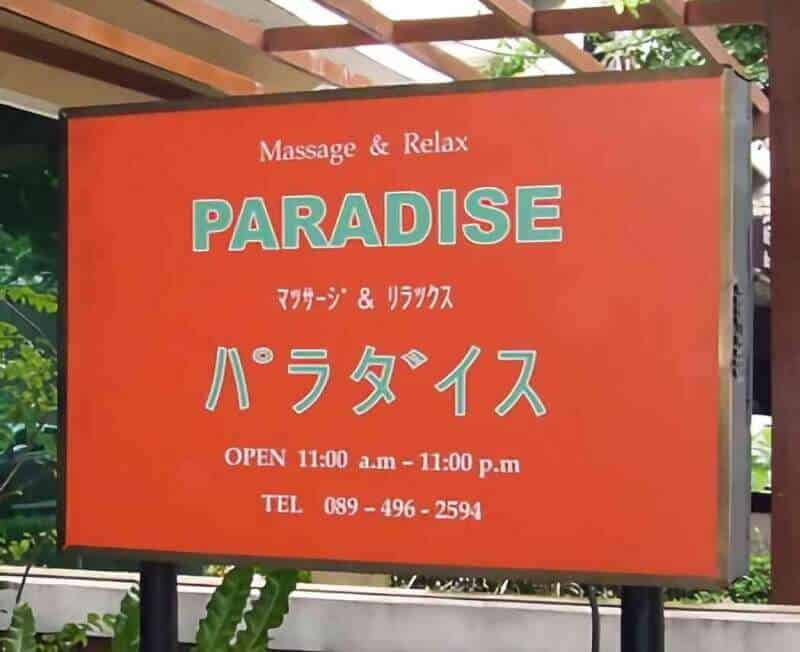 Massage & Relax
PARADISE
ﾏｯｻｰｼﾞ & ﾘﾗｯｸｽ
ﾊﾟﾗﾀﾞｲｽ
OPEN 11:00 a.m – 11:00 p.m
TEL 089 – 496 - 2594